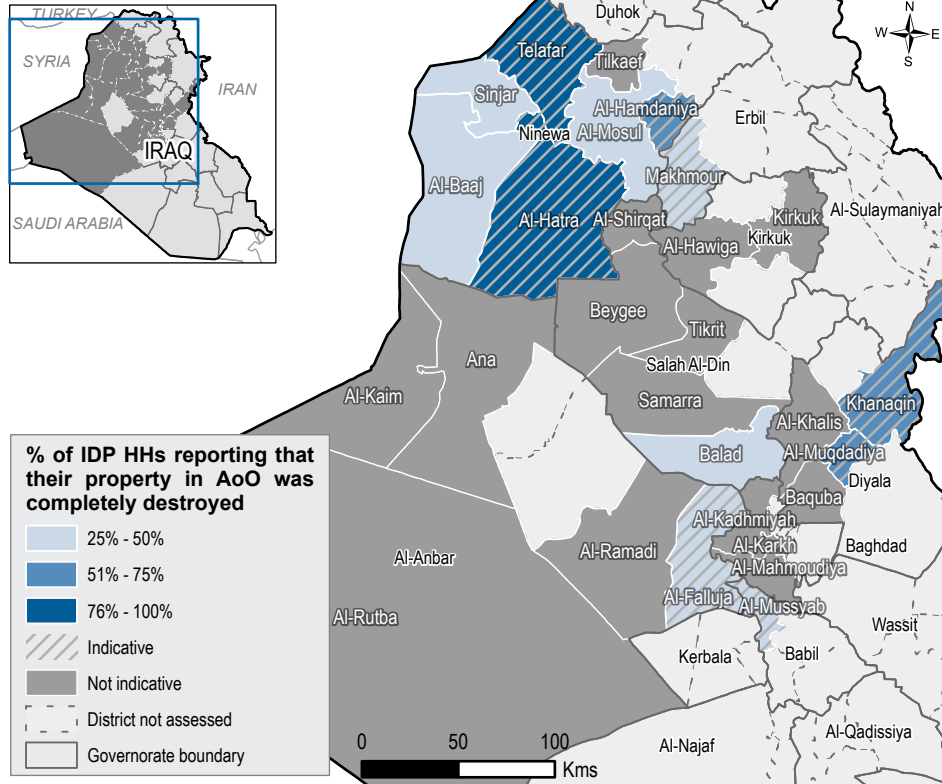 TURKEY
SYRIA
IRAN
IRAQ
SAUDI ARABIA
N
W
E
S
Duhok
Telafar
Tilkaef
Sinjar
Al-Hamdaniya
Ninewa
Al-Mosul
Erbil
Al-Baaj
Makhmour
Al-Hatra
Al-Shirqat
Kirkuk
Al-Sulaymaniyah
Al-Hawiga
Kirkuk
Beygee
Tikrit
Ana
Salah Al-Din
Al-Kaim
Samarra
Khanaqin
Al-Khalis
Balad
Al-Muqdadiya
Diyala
Baquba
Al-Kadhmiyah
Al-Karkh
Baghdad
Al-Ramadi
Al-Anbar
Al-Mahmoudiya
Al-Falluja
Al-Mussyab
Al-Rutba
Wassit
Kerbala
Babil
Al-Najaf
Al-Qadissiya
% of IDP HHs reporting that
their property in AoO was
completely destroyed
25% - 50%
51% - 75%
76% - 100%
Indicative
Not indicative
District not assessed
Governorate boundary
0
50
100
Kms